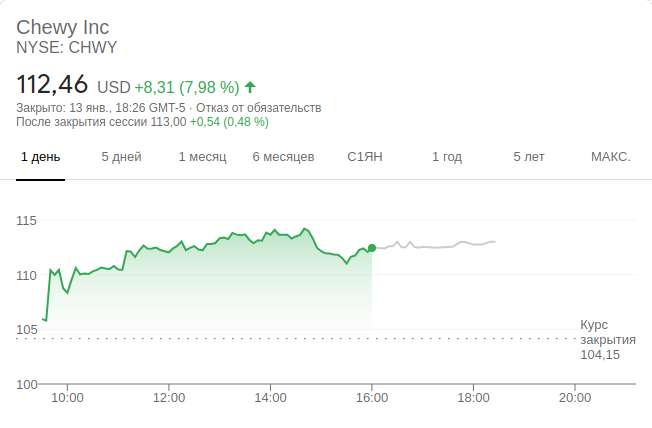 Chewy Inc
NYSE: CHWY
112,46 USD +8,31 (7,98 %)
Закрыто: 13 янв., 18:26 GMT-5 · Отказ от обязательств
После закрытия сессии 113,00 +0,54 (0,48 %)
1 день 5 дней 1 месяц 6 месяцев С1ЯН 1 год 5 лет МАКС.
115
110
105
Курс
закрытия
104,15
100
10:00 12:00 14:00 16:00 18:00 20:00